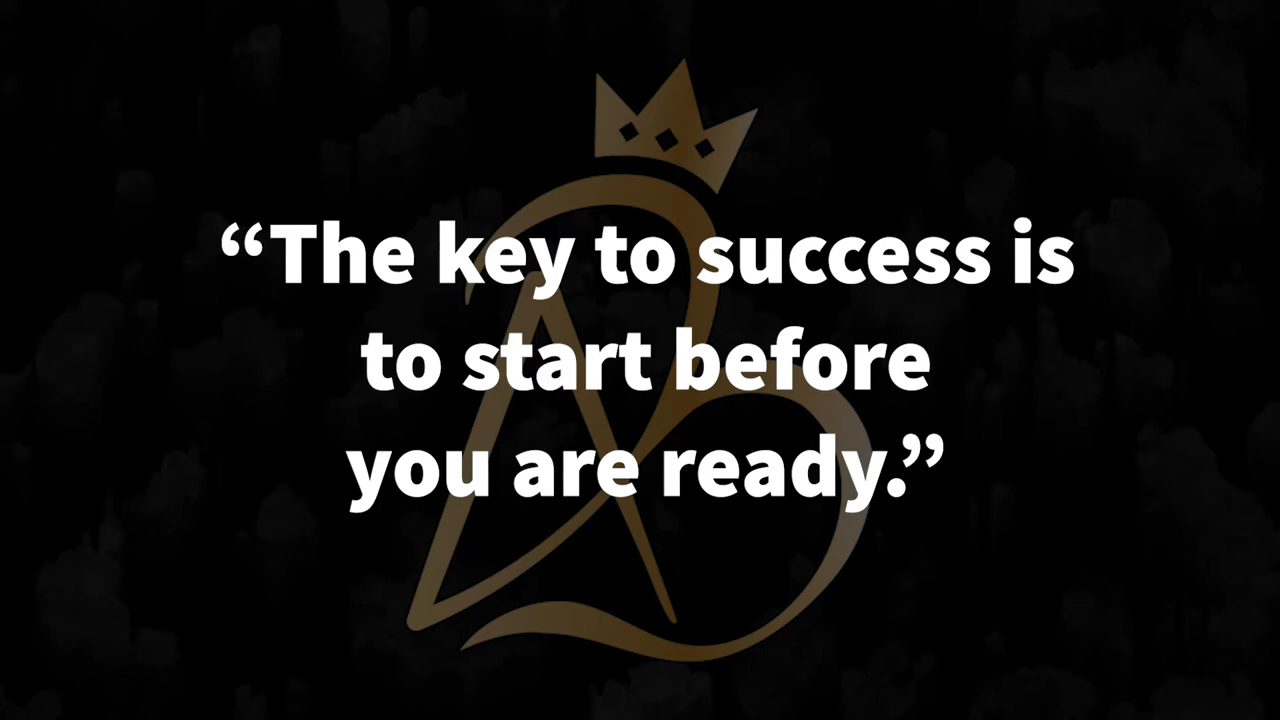 “The key to success is
to start before
you are ready.”